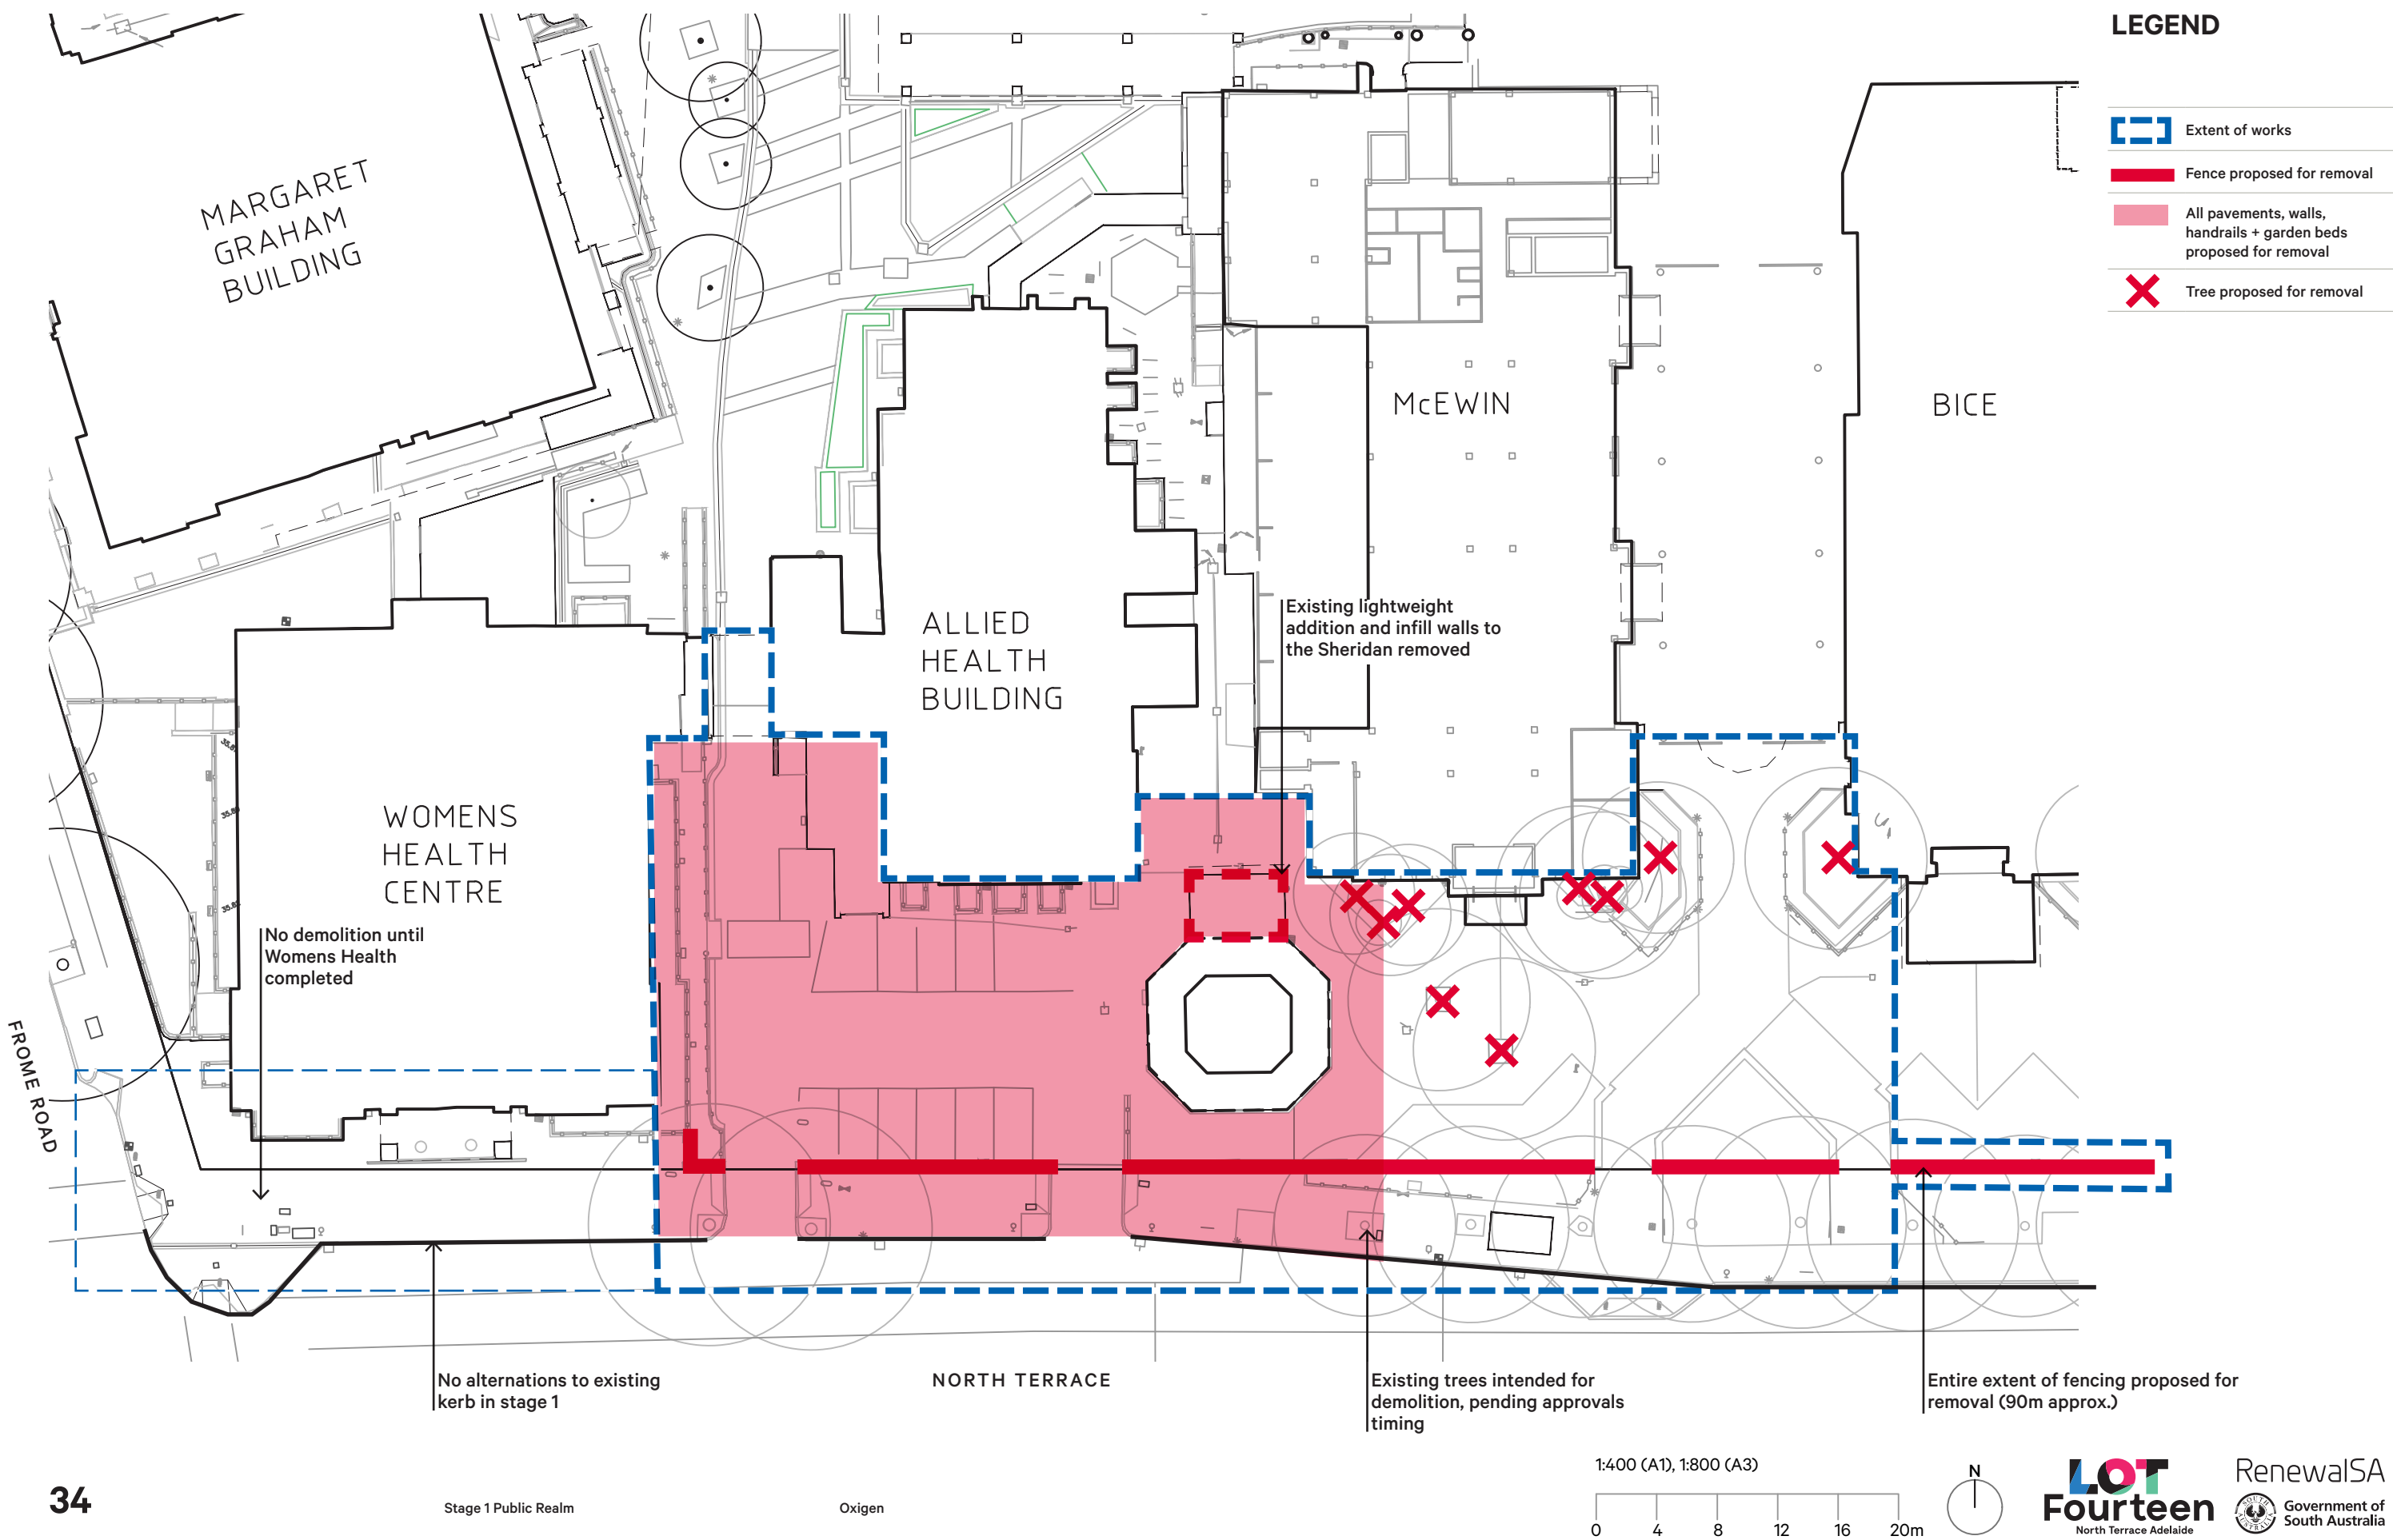 LEGEND
Extent of works
Fence proposed for removal
All pavements, walls,
handrails + garden beds
proposed for removal
Tree proposed for removal
MARGARET
GRAHAM
BUILDING
McEWIN
BICE
ALLIED
HEALTH
BUILDING
Existing lightweight
addition and infill walls to
the Sheridan removed
WOMENS
HEALTH
CENTRE
No demolition until
Womens Health
completed
FROME ROAD
No alternations to existing
kerb in stage 1
NORTH TERRACE
Existing trees intended for
demolition, pending approvals
timing
Entire extent of fencing proposed for
removal (90m approx.)
1:400 (A1), 1:800 (A3)
0 4 8 12 16 20m
N
LOT
Fourteen
North Terrace Adelaide
RenewalSA
Government of
South Australia
34
Stage 1 Public Realm
Oxigen